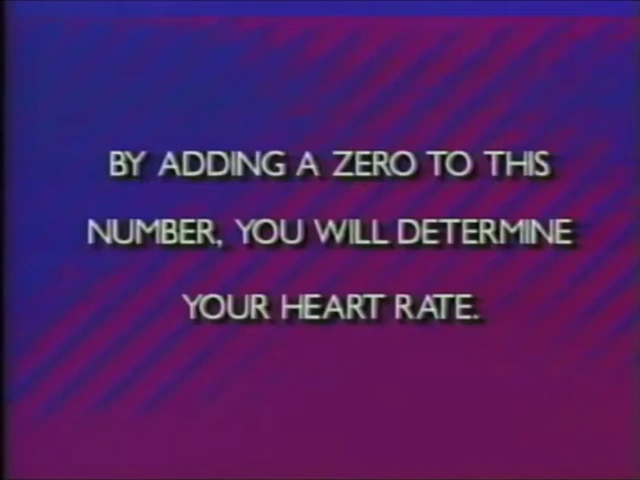 BY ADDING A ZERO TO THIS
NUMBER, YOU WILL DETERMINE
YOUR HEART RATE.